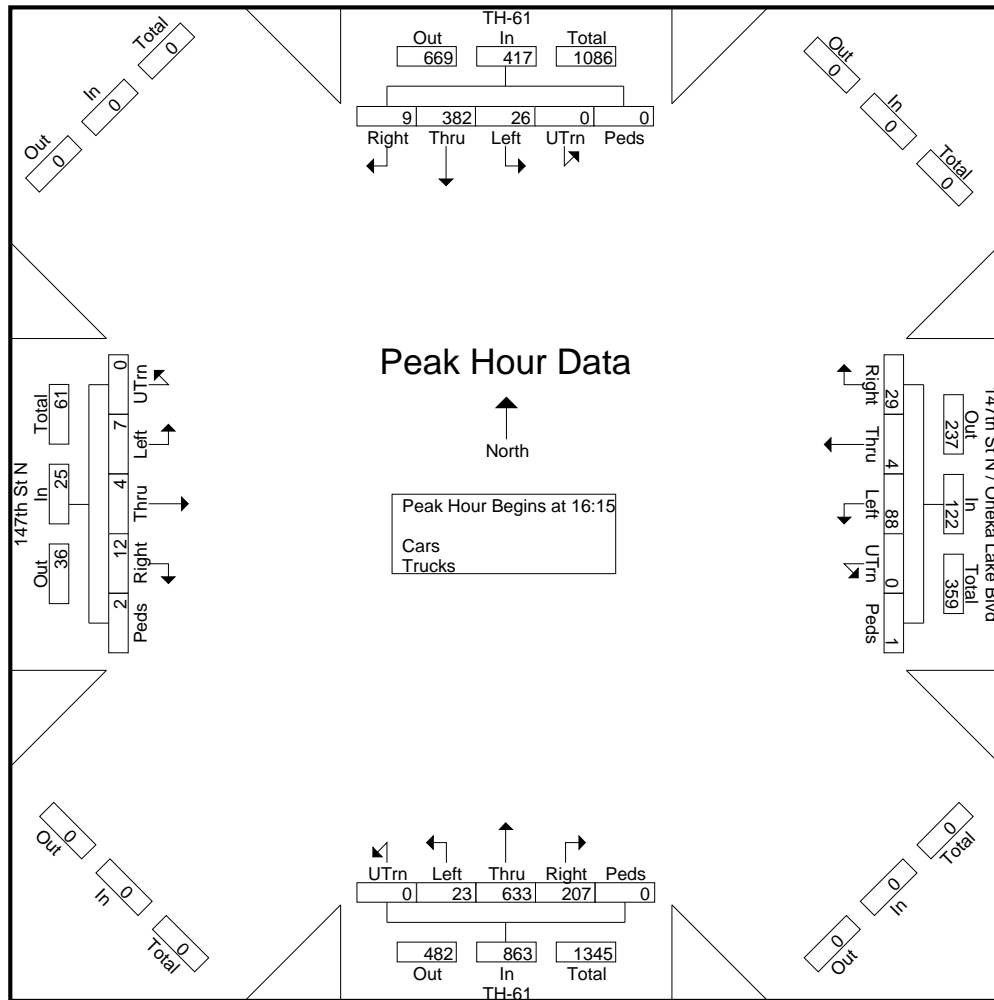 TH-61
Out In Total
669 417 1086
9 382 26 0 0
Right Thru Left UTrn Peds
Total
0
In
0
Out
0
Out
0
In
0
Total
0
147th St N
Total In Out
61 25 36
0 7 4 12 2
UTrn Left Thru Right Peds
Peak Hour Data
North
Peak Hour Begins at 16:15
Cars
Trucks
147th St N / Oneka Lake Blvd
Out In Total
237 122 359
29 4 88 0 1
Right Thru Left UTrn Peds
0
Out
0
In
0
Total
0
Total
0
In
0
Out
UTrn Left Thru Right Peds
0 23 633 207 0
482 863 1345
Out In Total
TH-61